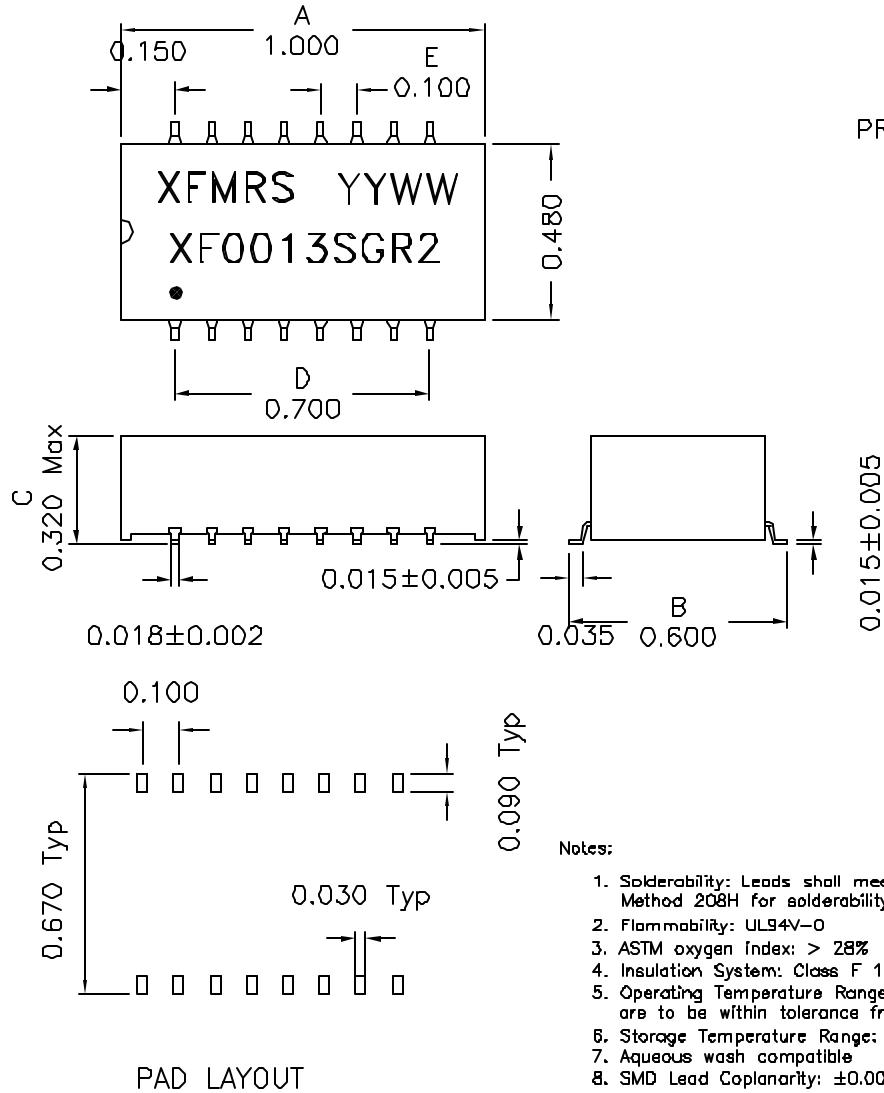 A
1.000
0.150
E
0.100
PR
XFMRS YYWW
XF0013SGR2
0.480
D
0.700
C
0.320 Max
0.015±0.005
0.018±0.002
B
0.035 0.600
0.015±0.005
0.100
0.090 Typ
0.670 Typ
0.030 Typ
PAD LAYOUT
Notes:
1. Solderability: Leads shall mee
Method 208H for solderability
2. Flammability: UL94V-0
3. ASTM oxygen index: > 28%
4. Insulation System: Class F 1
5. Operating Temperature Range
are to be within tolerance fr
6. Storage Temperature Range:
7. Aqueous wash compatible
8. SMD Lead Coplanarity: ±0.00